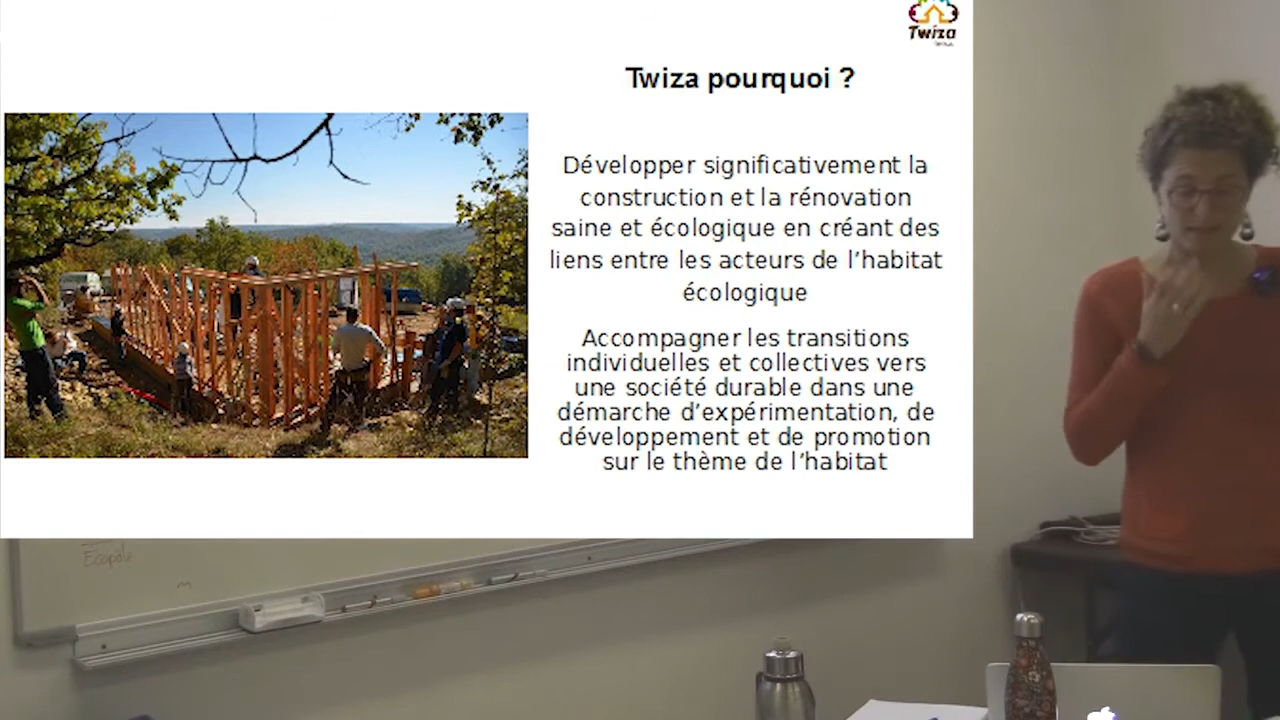 Twiza
Twiza pourquoi ?
Développer significativement la
construction et la rénovation
saine et écologique en créant des
liens entre les acteurs de l’habitat
écologique
Accompagner les transitions
individuelles et collectives vers
une société durable dans une
démarche d’expérimentation, de
développement et de promotion
sur le thème de l’habitat
Ecopole